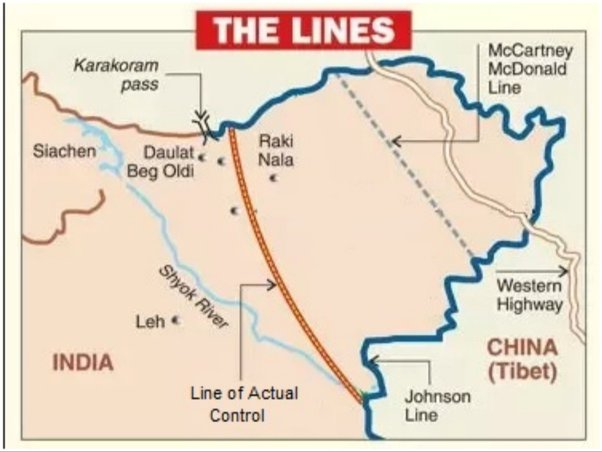 THE LINES
Karakoram
pass
McCartney
McDonald
Line
Siachen
Daulat
Beg Oldi
Raki
Nala
Shyok River
Leh
Western
Highway
INDIA
CHINA
(Tibet)
Line of Actual
Control
Johnson
Line